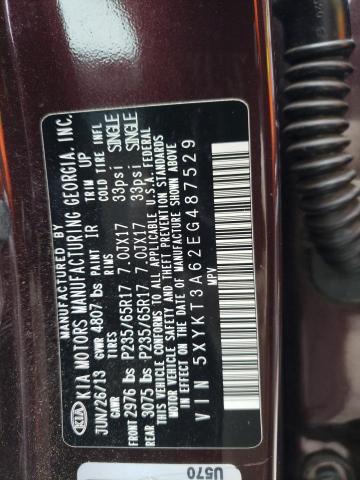 MANUFACTURED BY
KIA MOTORS MANUFACTURING GEORGIA, INC.
KIA
JUN/26/13 GVWR 4807 lbs PAINT IR TRIM UP
GAWR TIRES RIMS COLD TIRE INFL
FRONT 2976 lbs P235/65R17 7.0JX17 33psi SINGLE
REAR 3075 lbs P235/65R17 7.0JX17 33psi SINGLE
THIS VEHICLE CONFORMS TO ALL APPLICABLE U.S.A. FEDERAL
MOTOR VEHICLE SAFETY AND THEFT PREVENTION STANDARDS
IN EFFECT ON THE DATE OF MANUFACTURE SHOWN ABOVE.
VIN 5XYKT3A62EG487529
MPV
U570